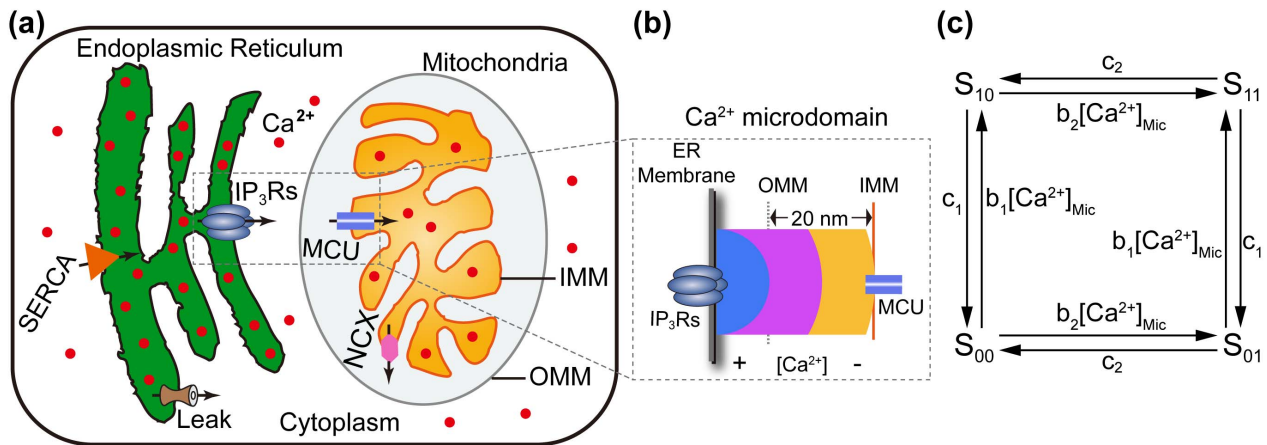 (a)
Endoplasmic Reticulum
Mitochondria
Ca²⁺
IP₃Rs
MCU
SERCA
IMM
NCX
OMM
Leak
Cytoplasm
(b)
Ca²⁺ microdomain
ER
Membrane
OMM
IMM
20 nm
IP₃Rs
MCU
+ [Ca²⁺] -
(c)
c₂
S₁₀ S₁₁
b₂[Ca²⁺]Mic
c₁ b₁[Ca²⁺]Mic
b₁[Ca²⁺]Mic c₁
b₂[Ca²⁺]Mic
S₀₀ S₀₁
c₂